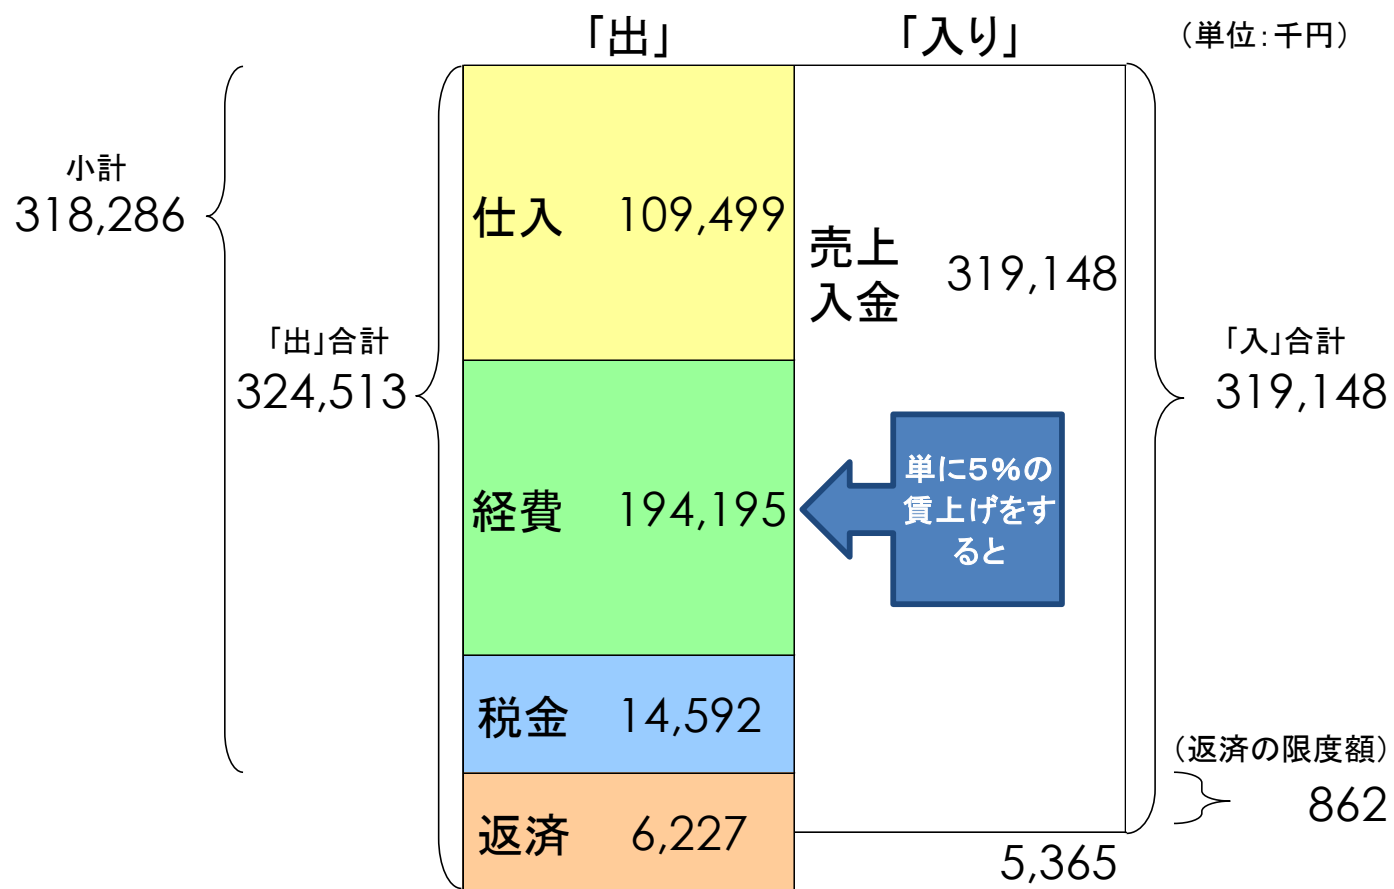 「出」
「入り」
（単位：千円）
小計
318,286
「出」合計
324,513
仕入 109,499
経費 194,195
税金 14,592
返済 6,227
売上
入金
319,148
単に5％の
賃上げをす
ると
「入」合計
319,148
（返済の限度額）
862
5,365